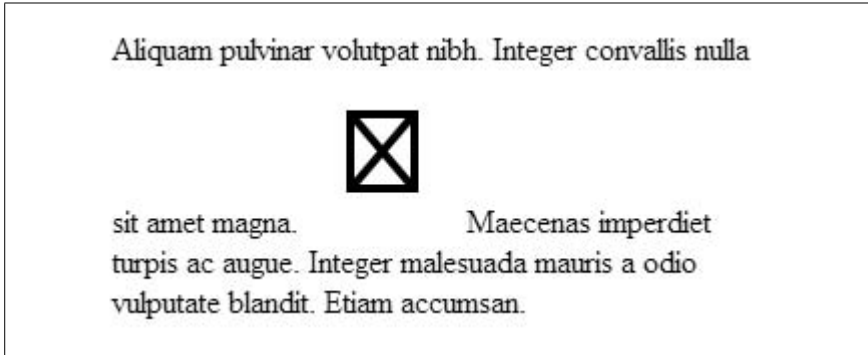 Aliquam pulvinar volutpat nibh. Integer convallis nulla
sit amet magna. Maecenas imperdiet
turpis ac augue. Integer malesuada mauris a odio
vulputate blandit. Etiam accumsan.